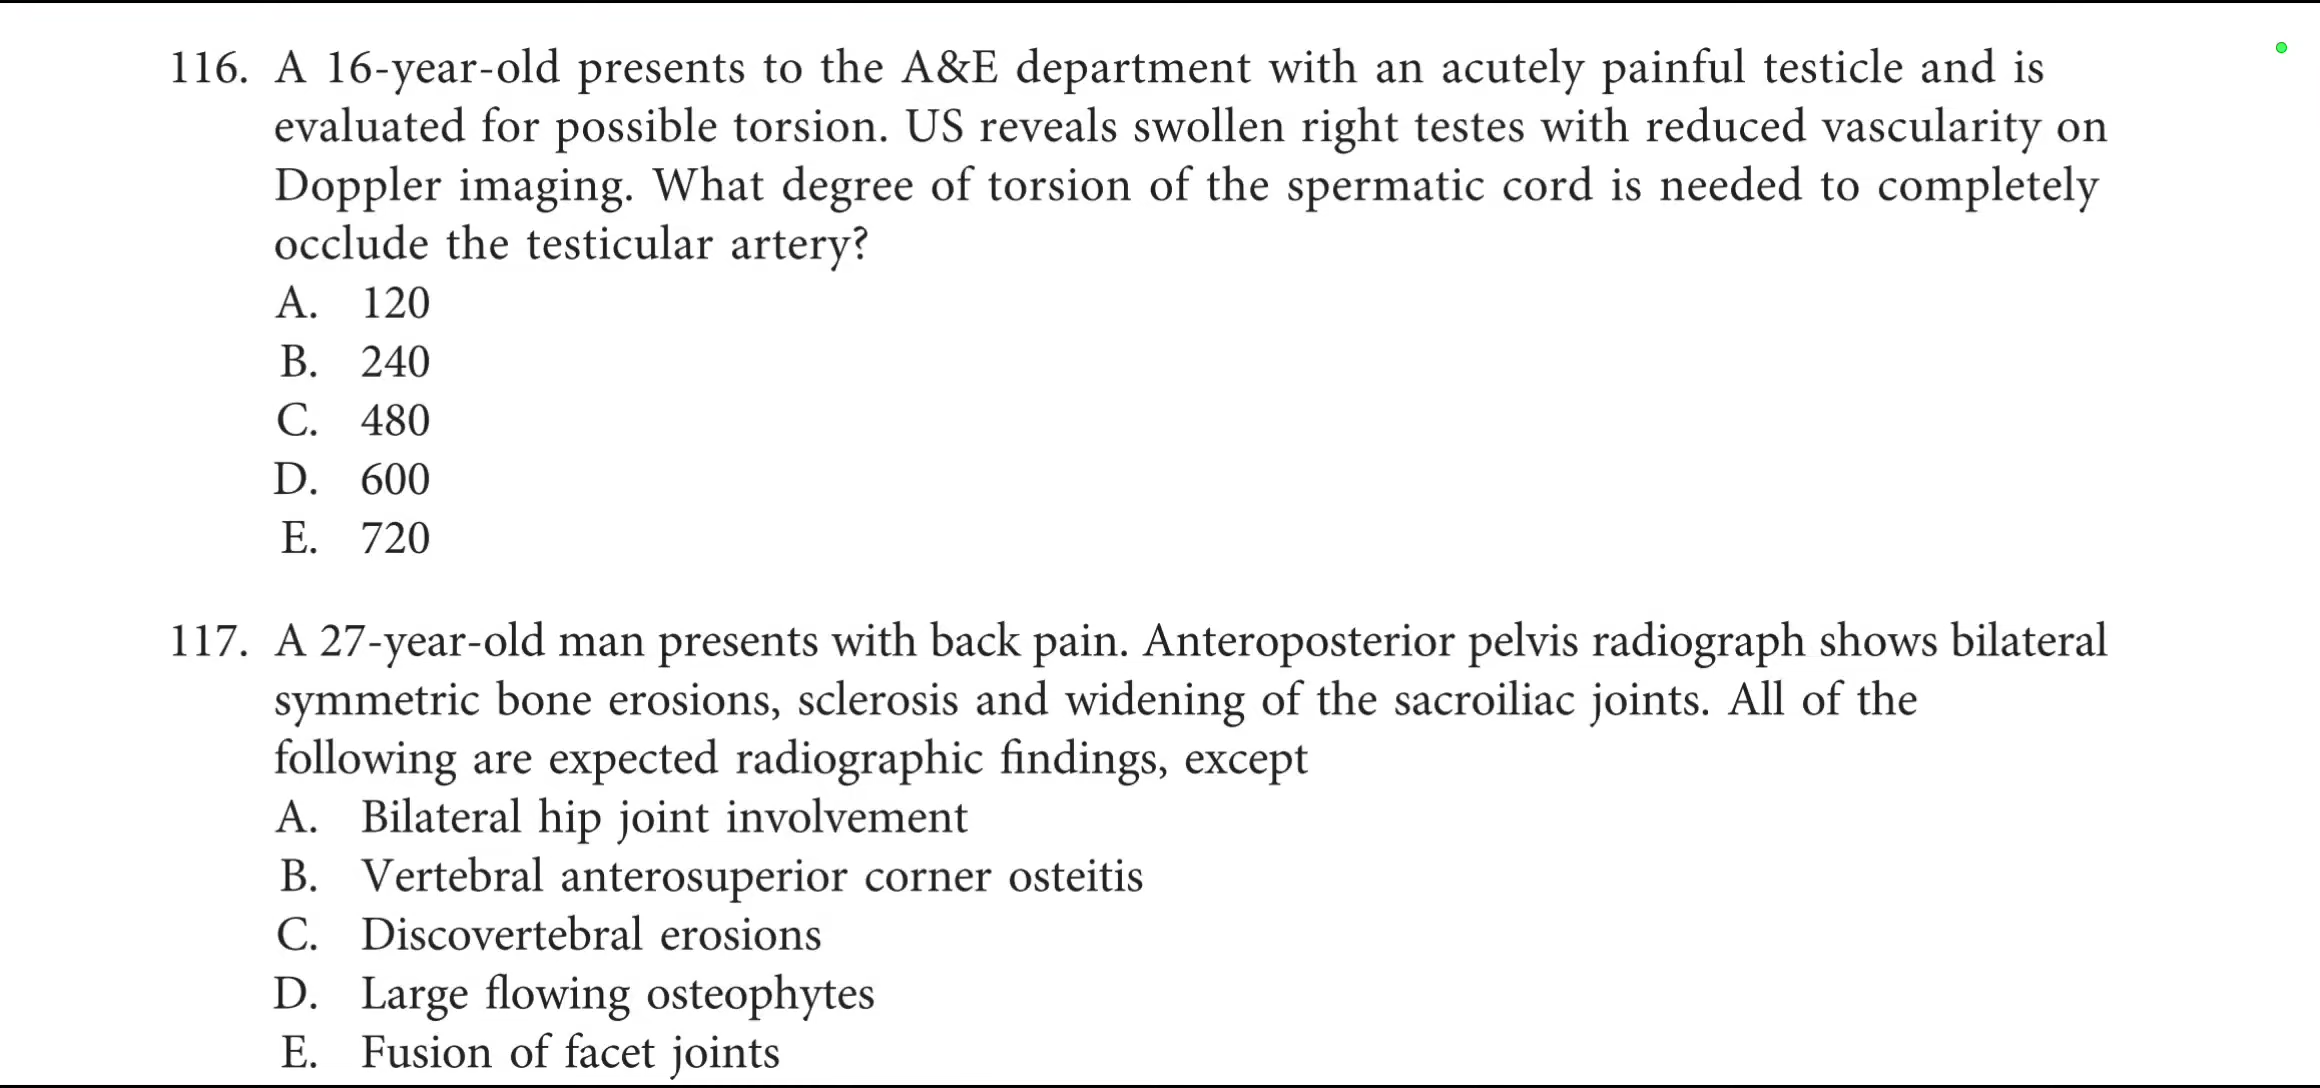 116. A 16-year-old presents to the A&E department with an acutely painful testicle and is
evaluated for possible torsion. US reveals swollen right testes with reduced vascularity on
Doppler imaging. What degree of torsion of the spermatic cord is needed to completely
occlude the testicular artery?
A. 120
B. 240
C. 480
D. 600
E. 720
117. A 27-year-old man presents with back pain. Anteroposterior pelvis radiograph shows bilateral
symmetric bone erosions, sclerosis and widening of the sacroiliac joints. All of the
following are expected radiographic findings, except
A. Bilateral hip joint involvement
B. Vertebral anterosuperior corner osteitis
C. Discovertebral erosions
D. Large flowing osteophytes
E. Fusion of facet joints